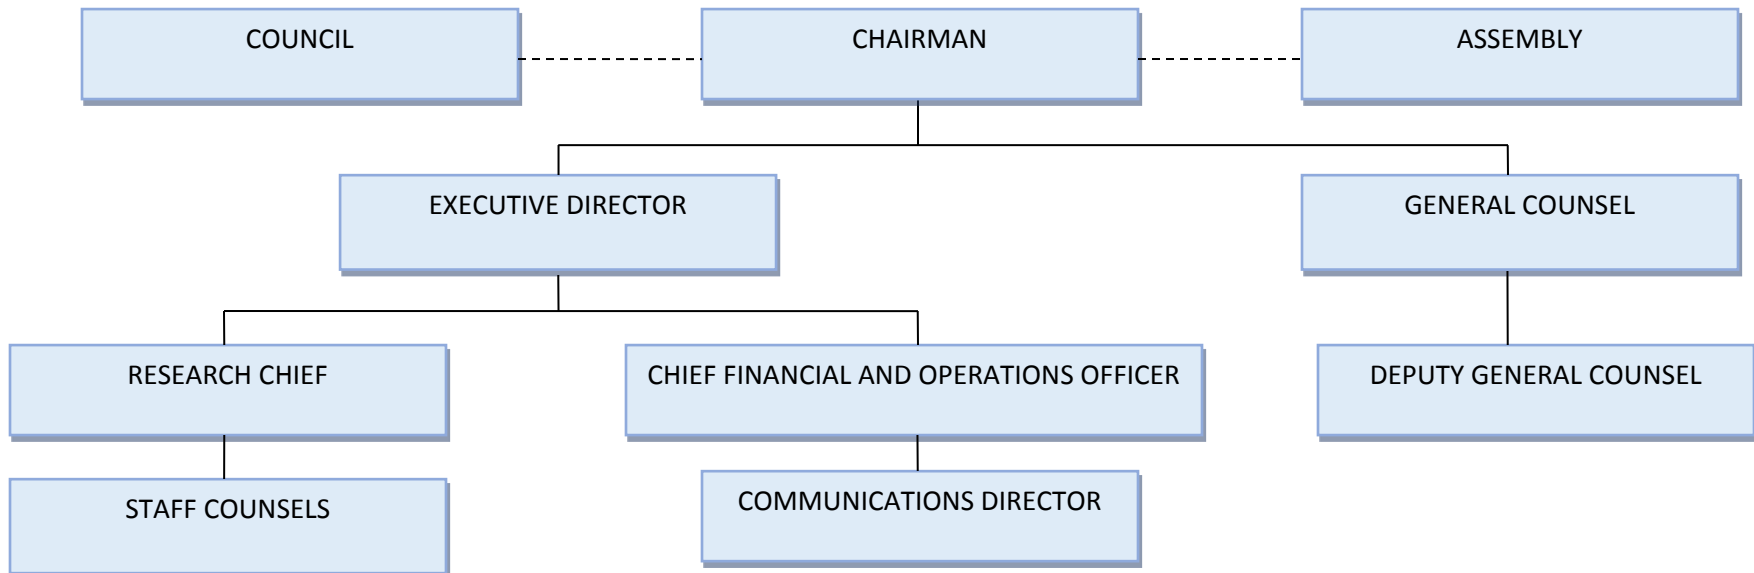 COUNCIL
CHAIRMAN
ASSEMBLY
EXECUTIVE DIRECTOR
GENERAL COUNSEL
RESEARCH CHIEF
CHIEF FINANCIAL AND OPERATIONS OFFICER
DEPUTY GENERAL COUNSEL
STAFF COUNSELS
COMMUNICATIONS DIRECTOR